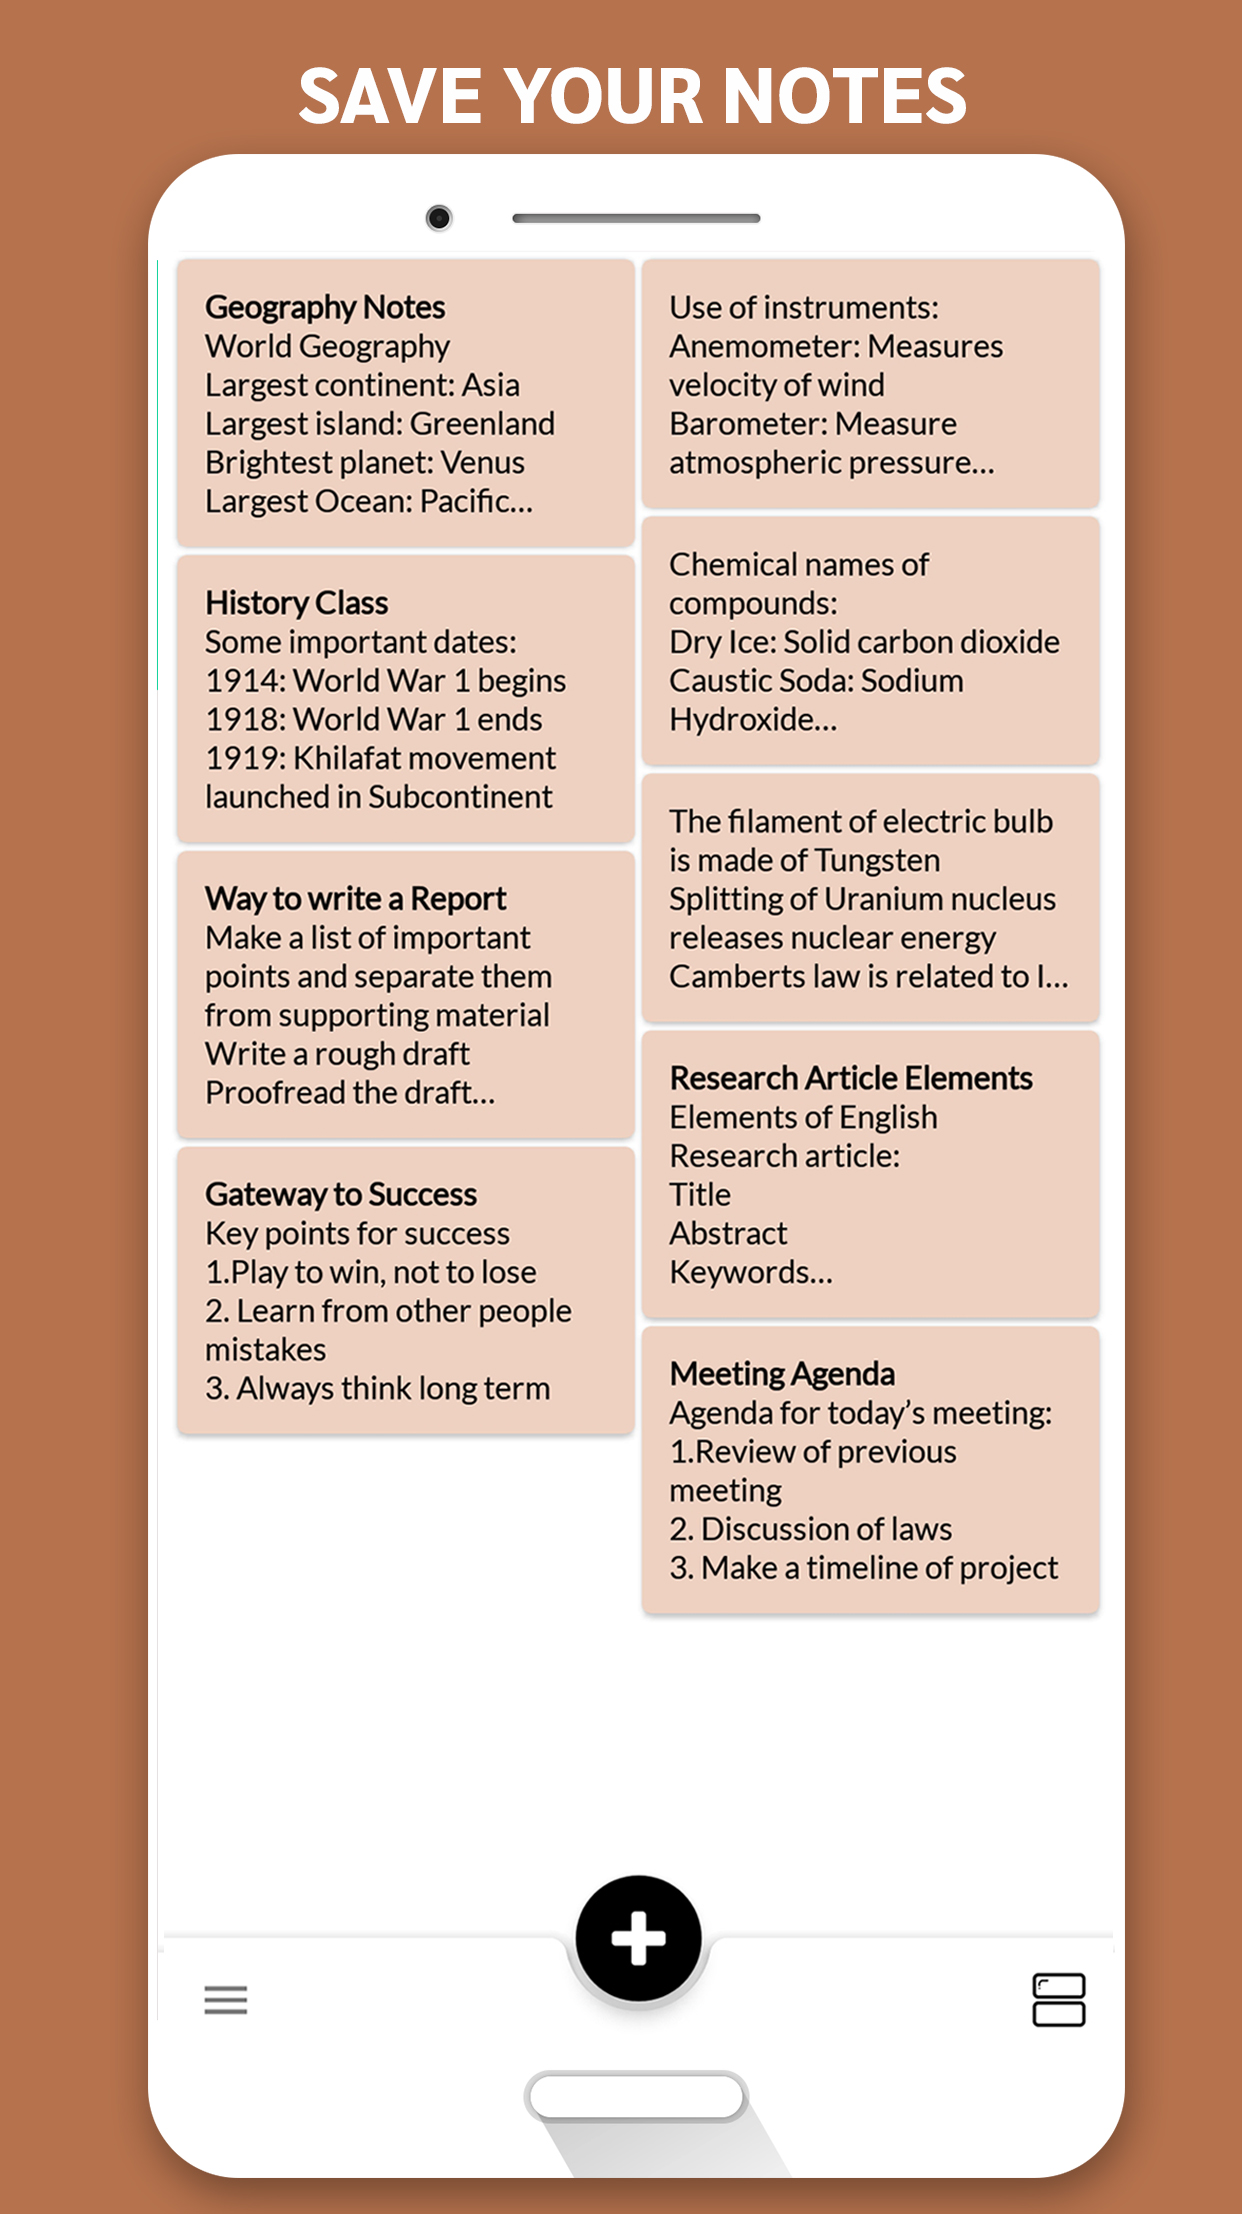 SAVE YOUR NOTES
Geography Notes
World Geography
Largest continent: Asia
Largest island: Greenland
Brightest planet: Venus
Largest Ocean: Pacific...
History Class
Some important dates:
1914: World War 1 begins
1918: World War 1 ends
1919: Khilafat movement
launched in Subcontinent
Way to write a Report
Make a list of important
points and separate them
from supporting material
Write a rough draft
Proofread the draft...
Gateway to Success
Key points for success
1.Play to win, not to lose
2. Learn from other people
mistakes
3. Always think long term
Use of instruments:
Anemometer: Measures
velocity of wind
Barometer: Measure
atmospheric pressure...
Chemical names of
compounds:
Dry Ice: Solid carbon dioxide
Caustic Soda: Sodium
Hydroxide...
The filament of electric bulb
is made of Tungsten
Splitting of Uranium nucleus
releases nuclear energy
Camberts law is related to I...
Research Article Elements
Elements of English
Research article:
Title
Abstract
Keywords...
Meeting Agenda
Agenda for today’s meeting:
1.Review of previous
meeting
2. Discussion of laws
3. Make a timeline of project